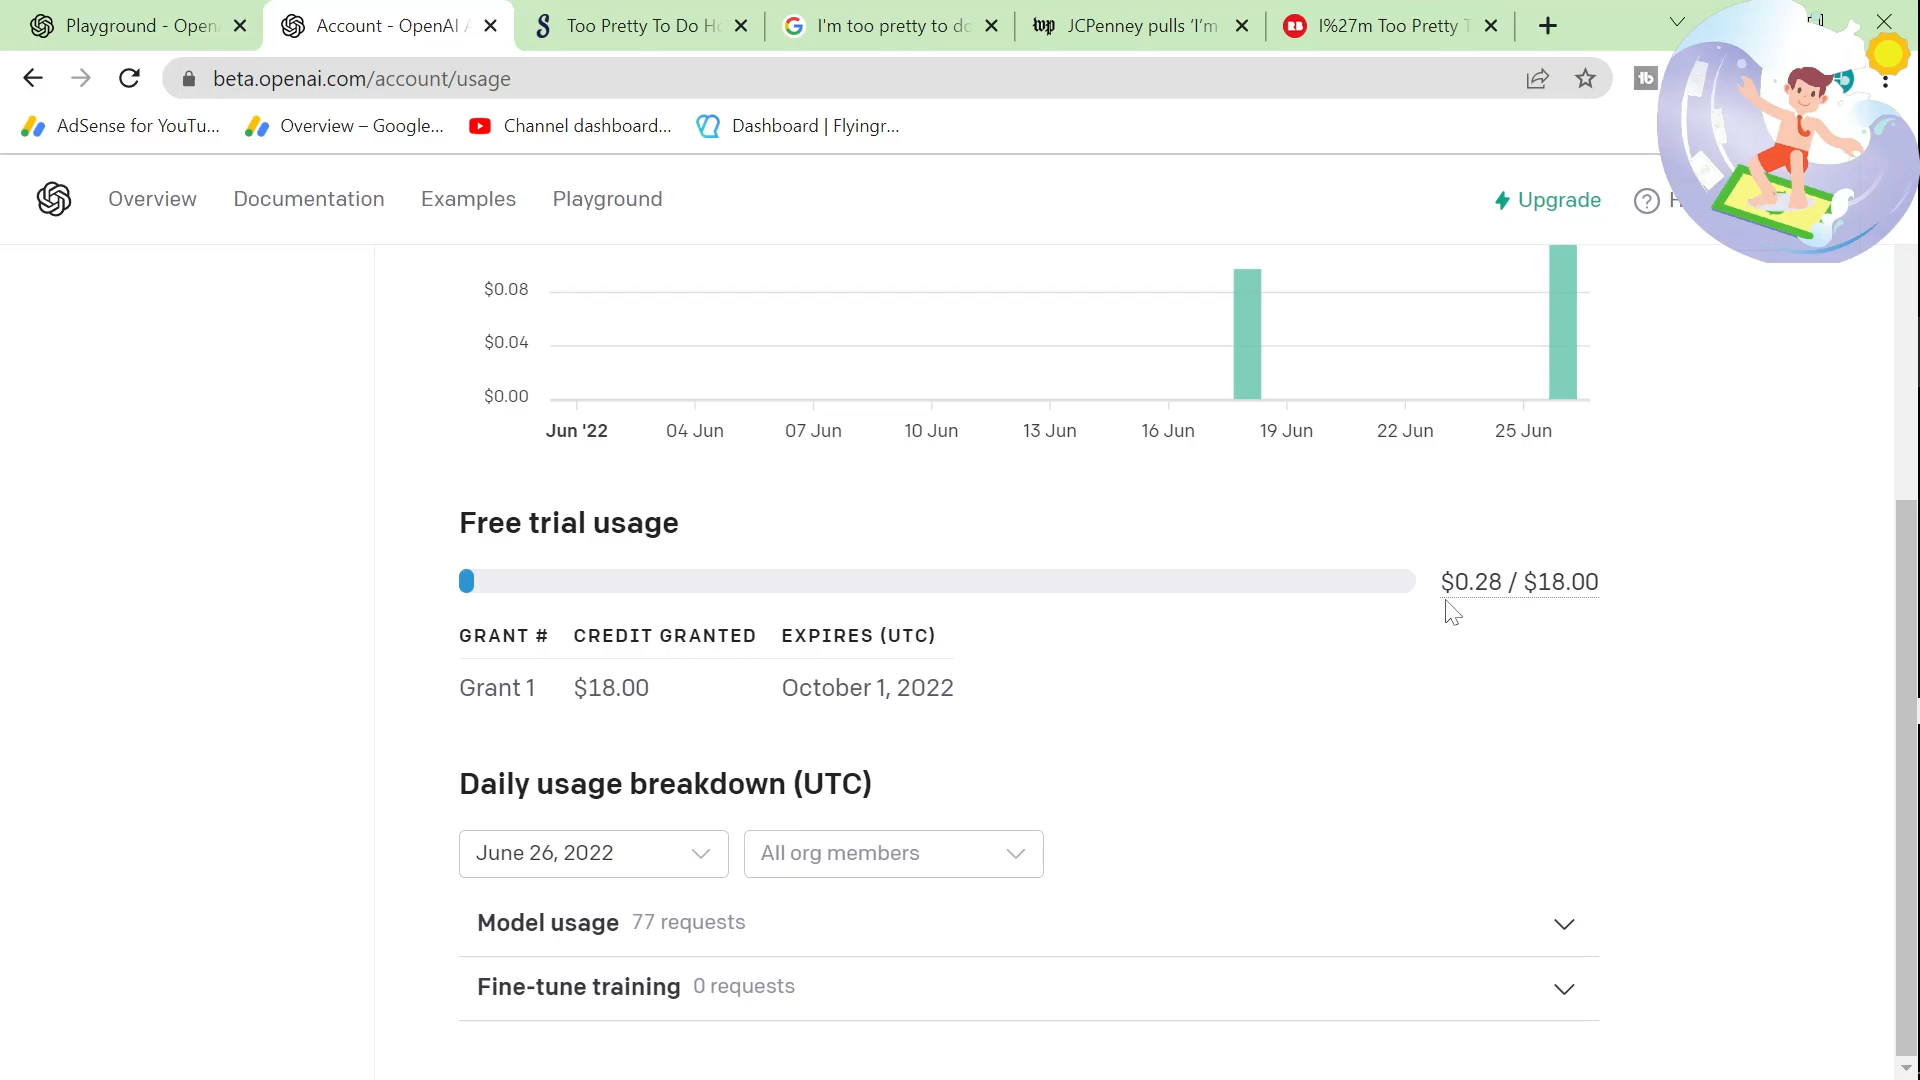 Playground - Open
Account - OpenAI A
Too Pretty To Do Ho
I'm too pretty to do
JCPenney pulls ‘I’m
I%27m Too Pretty T
beta.openai.com/account/usage
AdSense for YouTu...
Overview – Google...
Channel dashboard...
Dashboard | Flyingr...
Overview
Documentation
Examples
Playground
Upgrade
$0.08
$0.04
$0.00
Jun '22
04 Jun
07 Jun
10 Jun
13 Jun
16 Jun
19 Jun
22 Jun
25 Jun
Free trial usage
$0.28 / $18.00
GRANT # CREDIT GRANTED EXPIRES (UTC)
Grant 1 $18.00 October 1, 2022
Daily usage breakdown (UTC)
June 26, 2022
All org members
Model usage 77 requests
Fine-tune training 0 requests